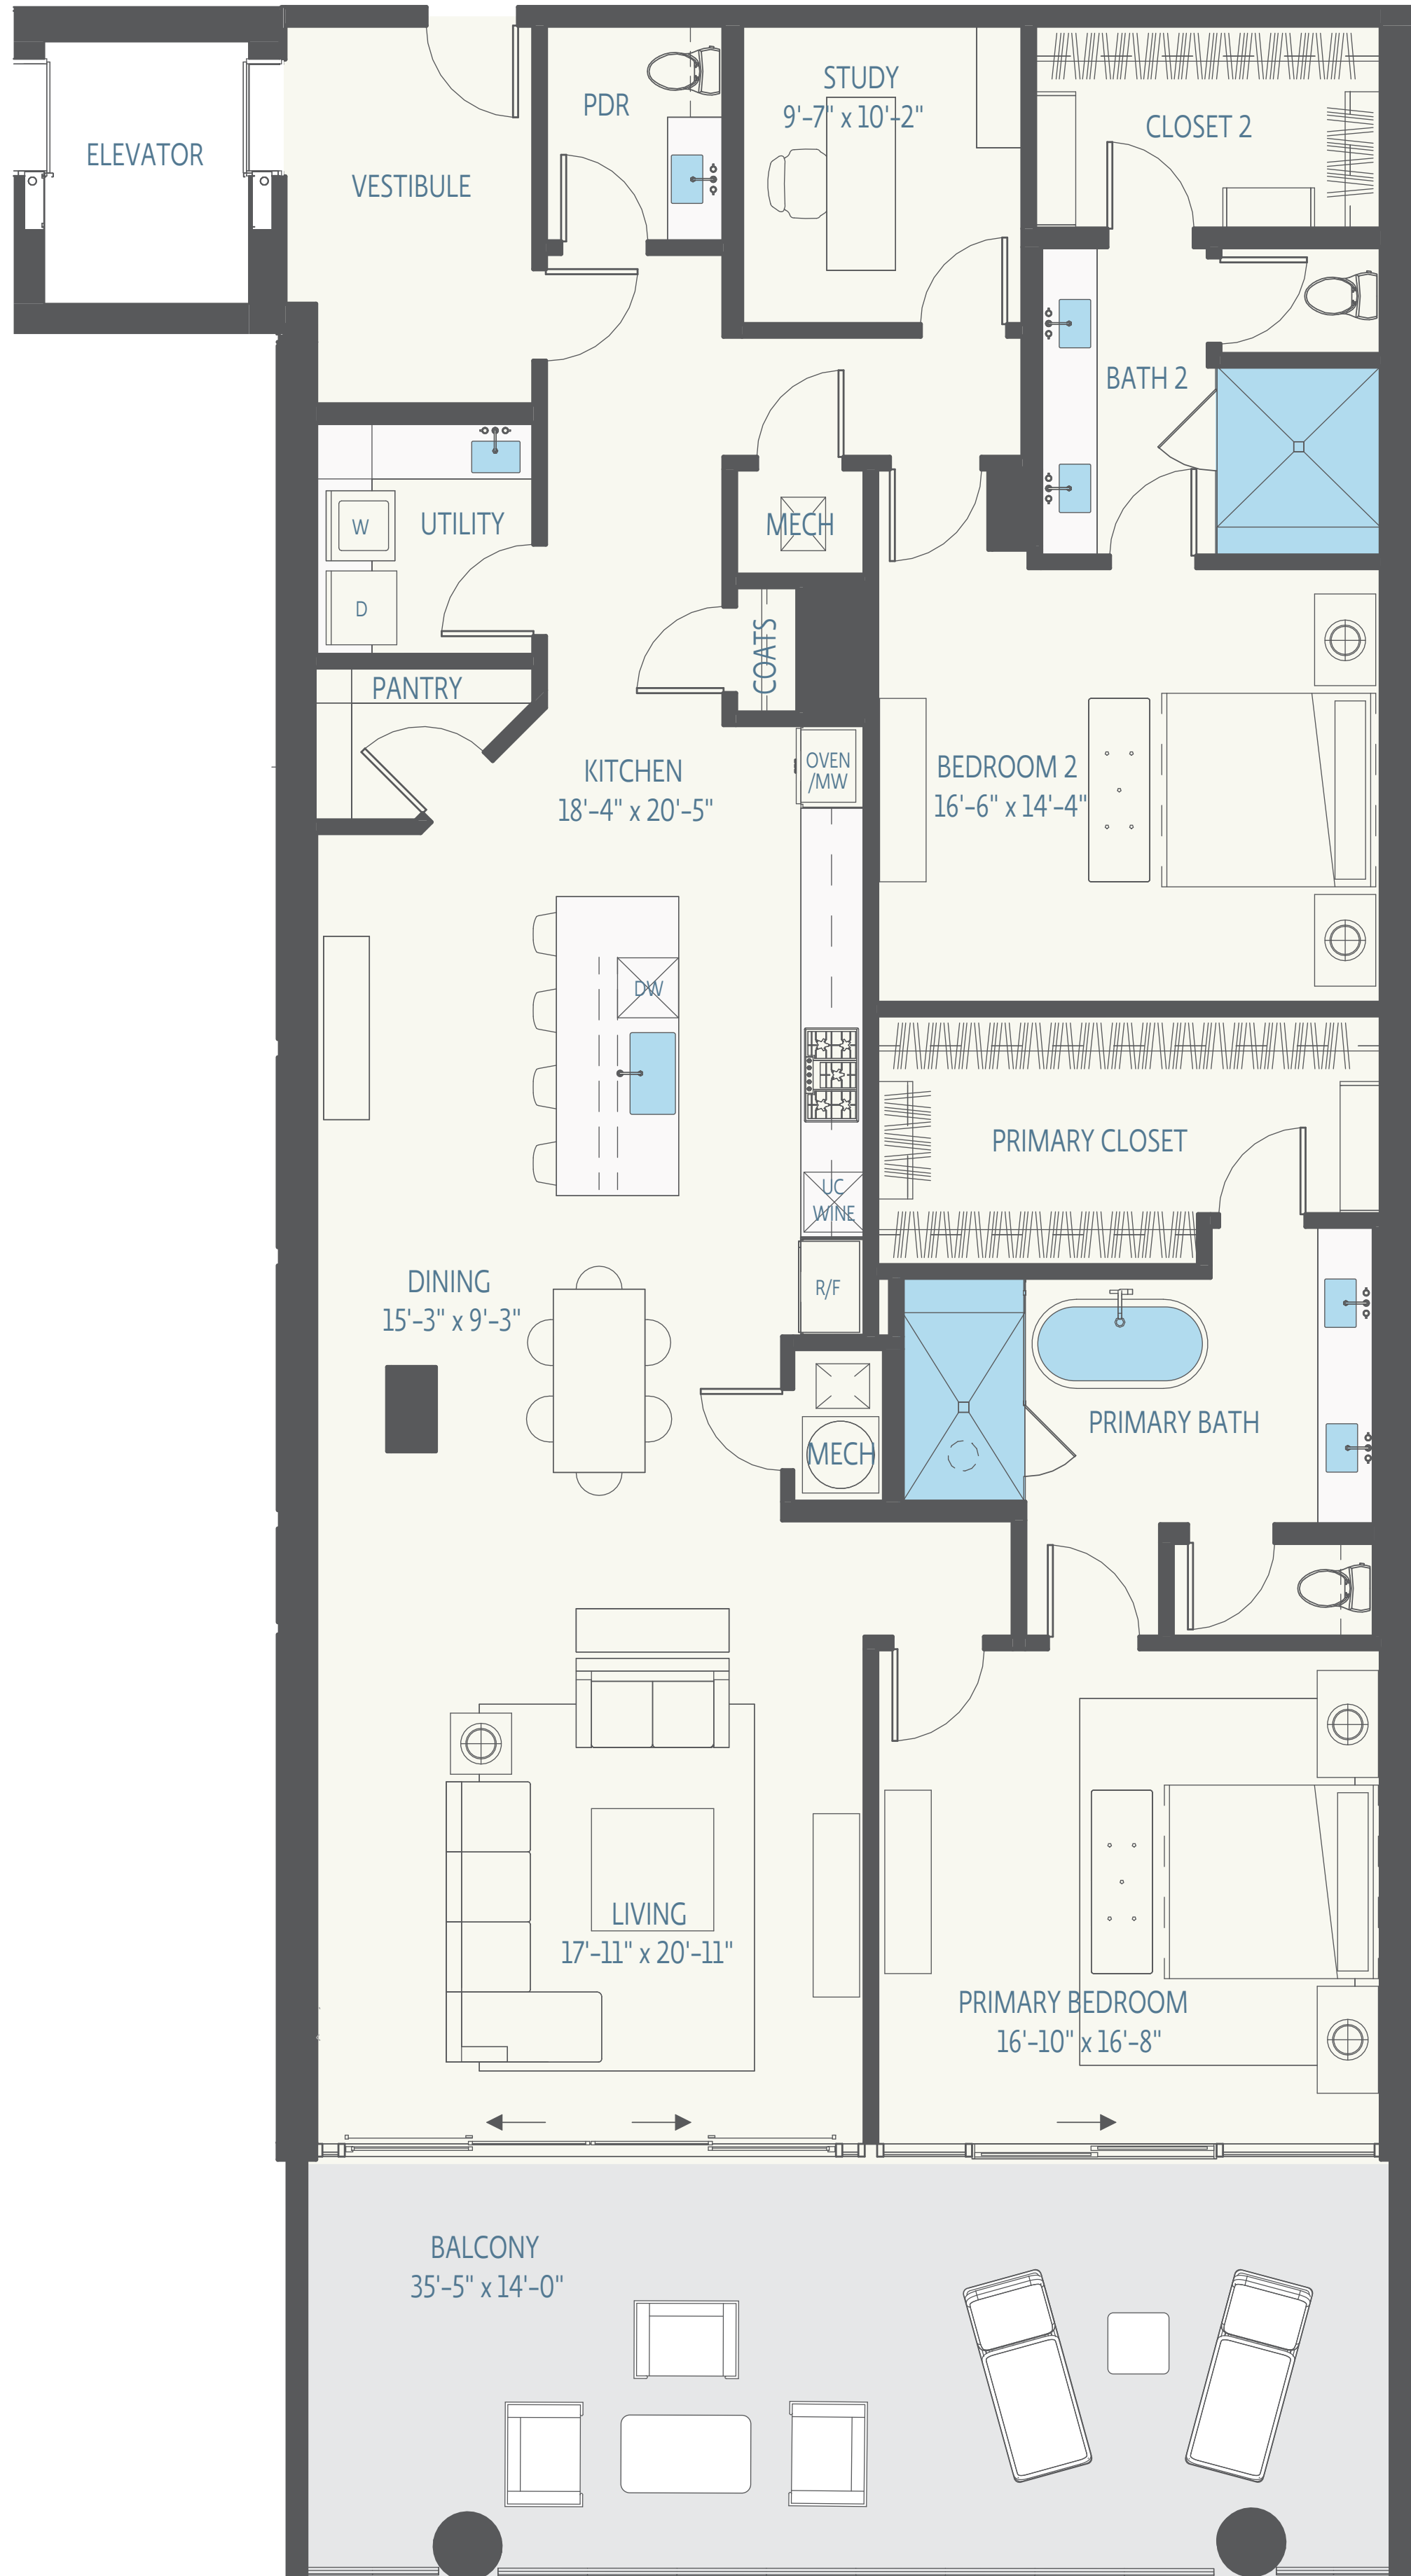 ELEVATOR
VESTIBULE
PDR
STUDY
9'-7" x 10'-2"
CLOSET 2
BATH 2
W
D
UTILITY
MECH
COATS
PANTRY
KITCHEN
18'-4" x 20'-5"
OVEN
/MW
BEDROOM 2
16'-6" x 14'-4"
DW
UC
WINE
R/F
PRIMARY CLOSET
DINING
15'-3" x 9'-3"
MECH
PRIMARY BATH
LIVING
17'-11" x 20'-11"
PRIMARY BEDROOM
16'-10" x 16'-8"
BALCONY
35'-5" x 14'-0"